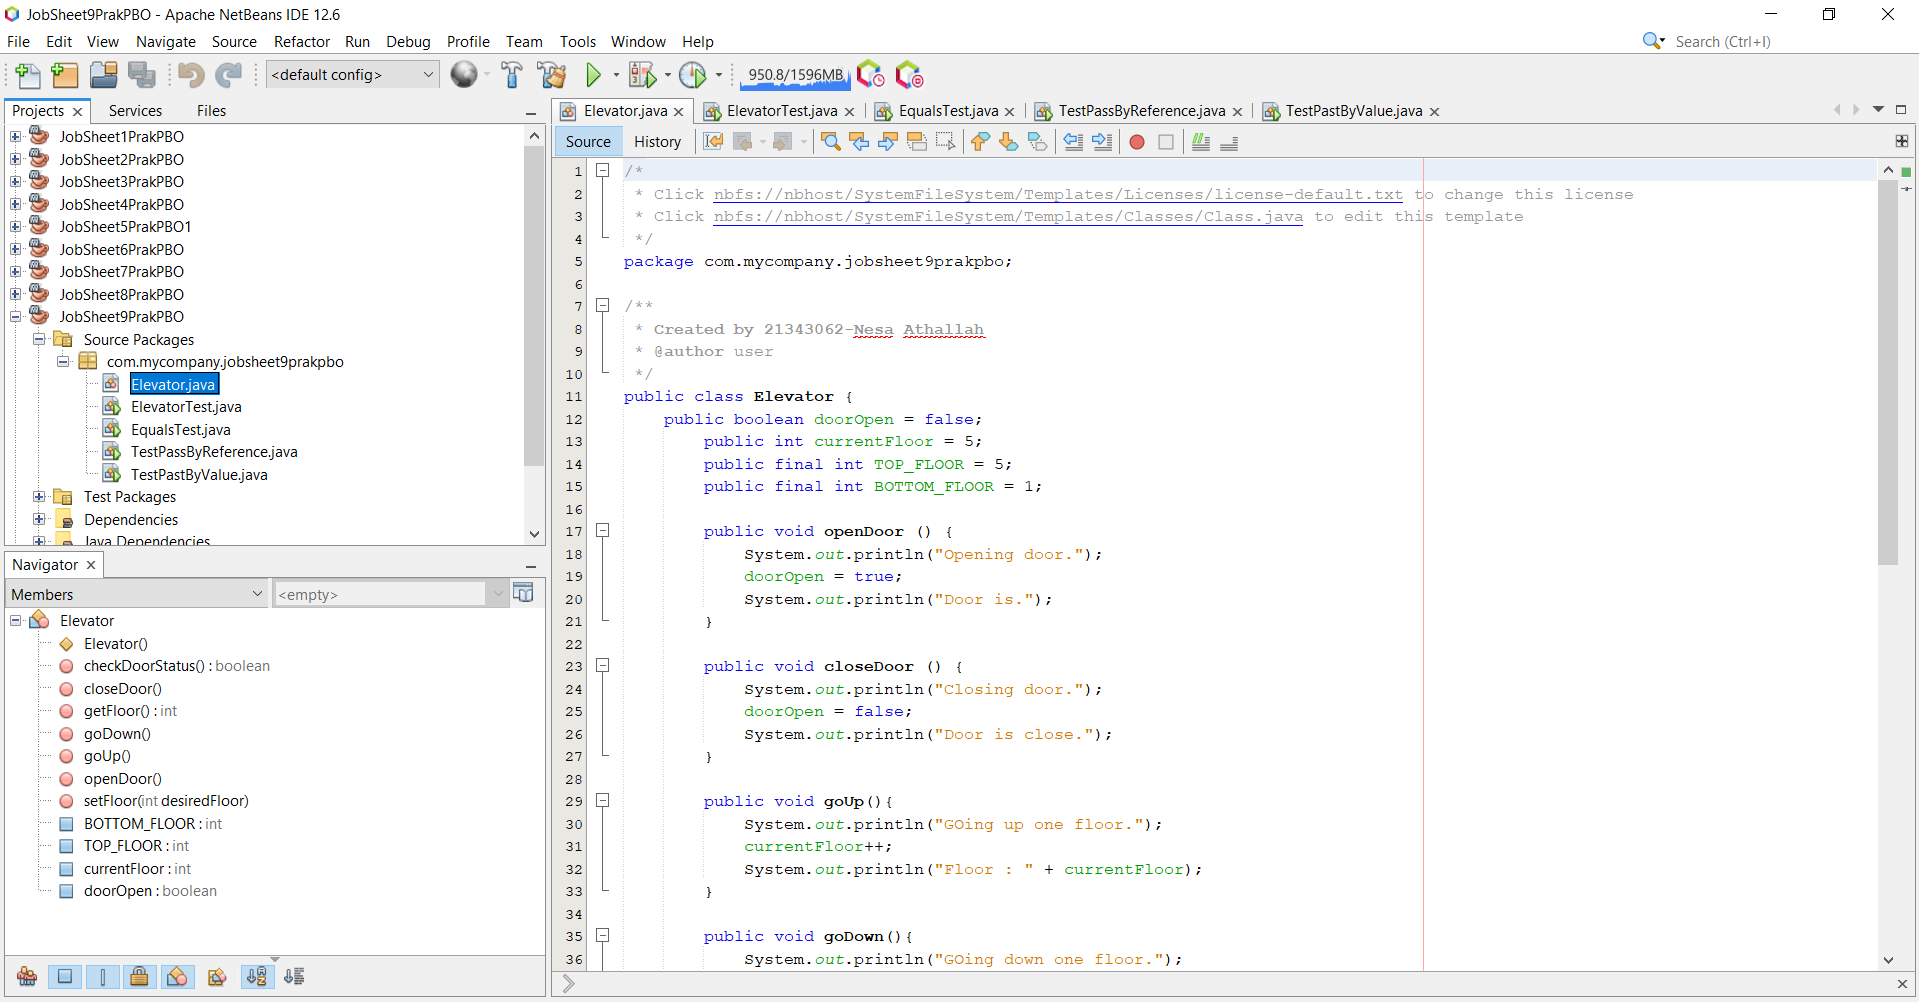 JobSheet9PrakPBO - Apache NetBeans IDE 12.6
File Edit View Navigate Source Refactor Run Debug Profile Team Tools Window Help
Search (Ctrl+I)
<default config>
950.8/1596MB
Projects Services Files
JobSheet1PrakPBO
JobSheet2PrakPBO
JobSheet3PrakPBO
JobSheet4PrakPBO
JobSheet5PrakPBO1
JobSheet6PrakPBO
JobSheet7PrakPBO
JobSheet8PrakPBO
JobSheet9PrakPBO
Source Packages
com.mycompany.jobsheet9prakpbo
Elevator.java
ElevatorTest.java
EqualsTest.java
TestPassByReference.java
TestPastByValue.java
Test Packages
Dependencies
Java Dependencies
Navigator
Members
<empty>
Elevator
Elevator()
checkDoorStatus() : boolean
closeDoor()
getFloor() : int
goDown()
goUp()
openDoor()
setFloor(int desiredFloor)
BOTTOM_FLOOR : int
TOP_FLOOR : int
currentFloor : int
doorOpen : boolean
Elevator.java ElevatorTest.java EqualsTest.java TestPassByReference.java TestPastByValue.java
Source History
1 /*
2 * Click nbfs://nbhost/SystemFileSystem/Templates/Licenses/license-default.txt to change this license
3 * Click nbfs://nbhost/SystemFileSystem/Templates/Classes/Class.java to edit this template
4 */
5 package com.mycompany.jobsheet9prakpbo;
6
7 /**
8 * Created by 21343062-Nesa Athallah
9 * @author user
10 */
11 public class Elevator {
12 public boolean doorOpen = false;
13 public int currentFloor = 5;
14 public final int TOP_FLOOR = 5;
15 public final int BOTTOM_FLOOR = 1;
16
17 public void openDoor () {
18 System.out.println("Opening door.");
19 doorOpen = true;
20 System.out.println("Door is.");
21 }
22
23 public void closeDoor () {
24 System.out.println("Closing door.");
25 doorOpen = false;
26 System.out.println("Door is close.");
27 }
28
29 public void goUp(){
30 System.out.println("GOing up one floor.");
31 currentFloor++;
32 System.out.println("Floor : " + currentFloor);
33 }
34
35 public void goDown(){
36 System.out.println("GOing down one floor.");